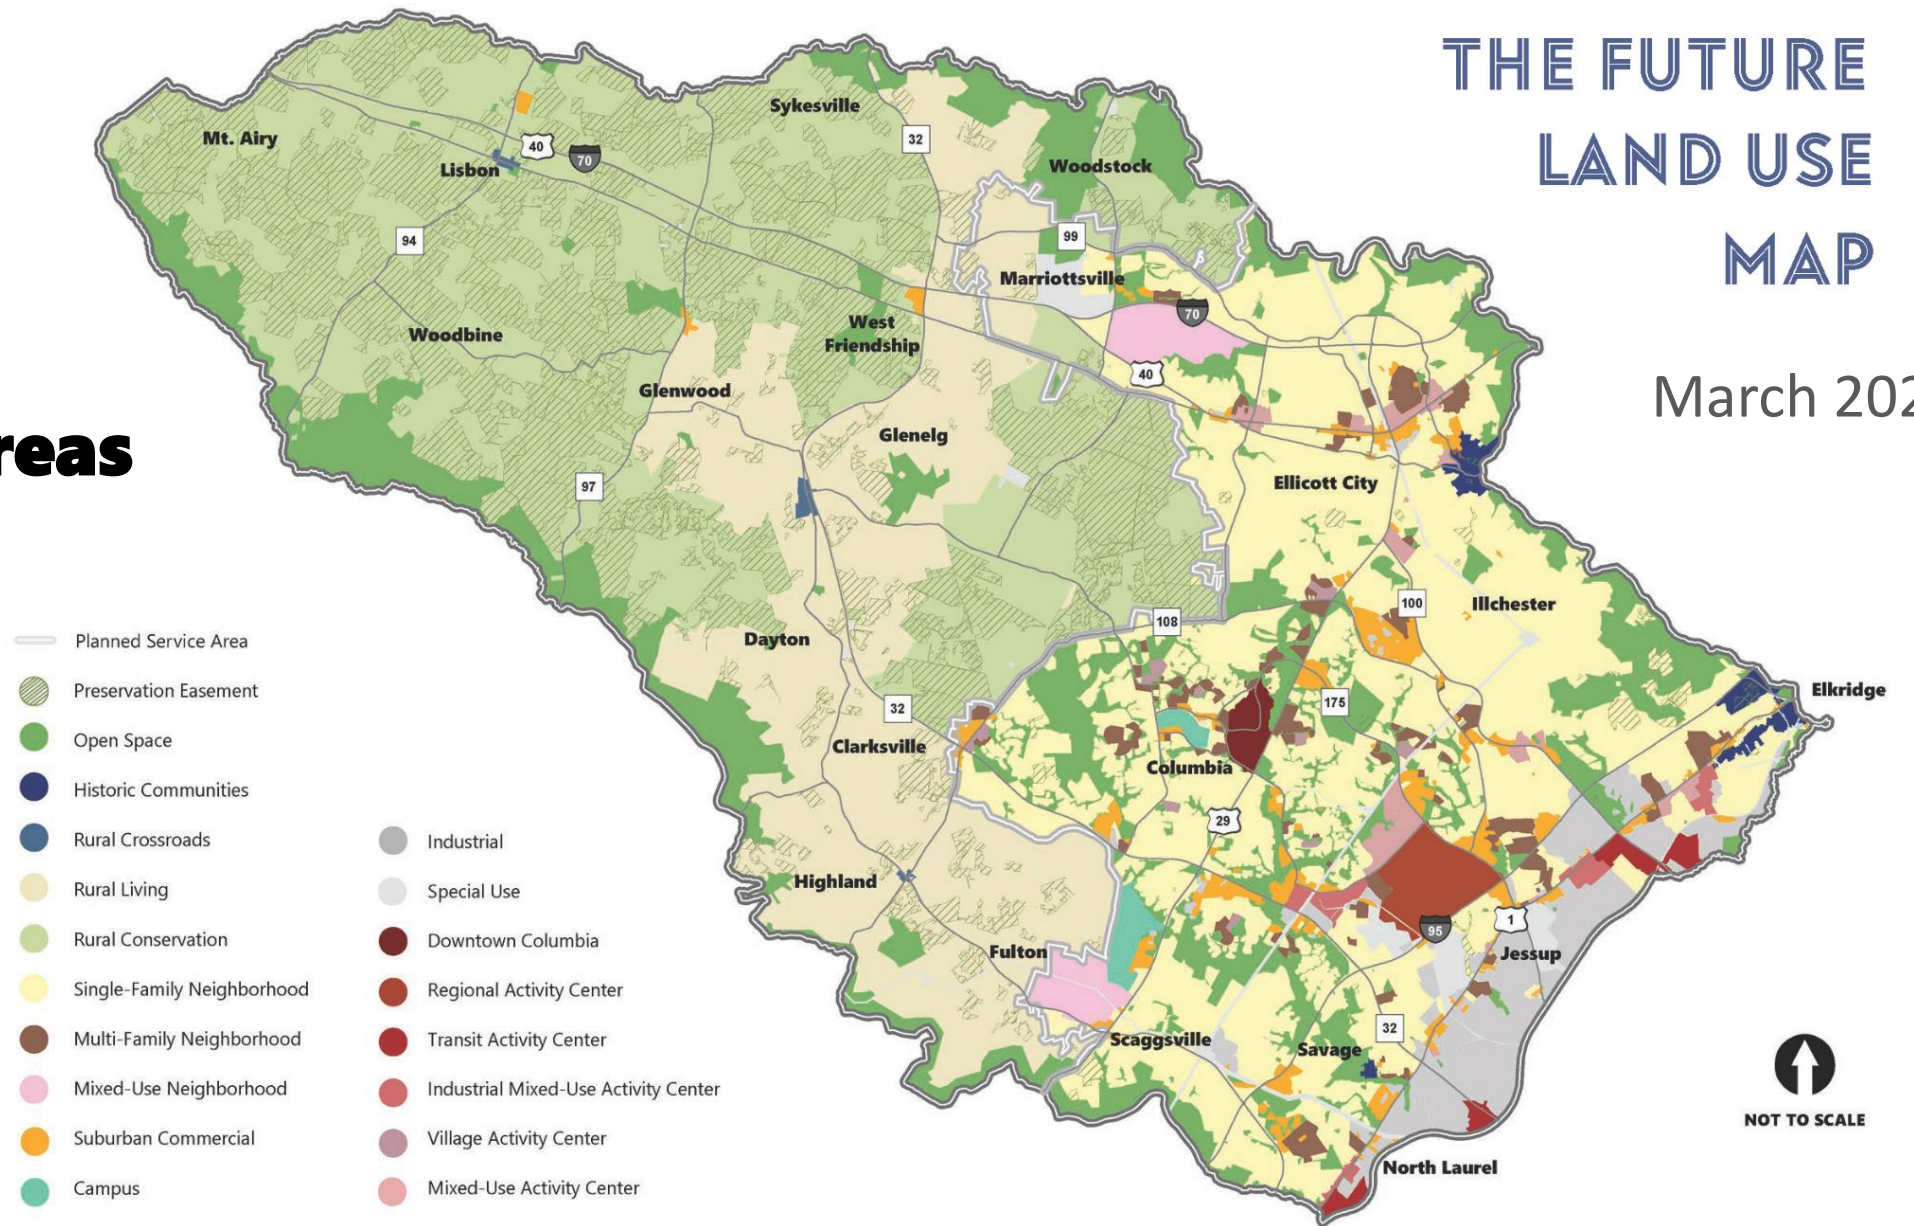 THE FUTURE
LAND USE
MAP
March 202
reas
Mt. Airy
Lisbon
40
70
Sykesville
32
Woodstock
99
Marriottsville
94
Woodbine
West
Friendship
70
40
Glenwood
Glenelg
97
Ellicott City
108
100
Illchester
Dayton
32
Clarksville
175
Columbia
Elkridge
29
Highland
Fulton
1
95
Jessup
Scaggsville
32
Savage
North Laurel
Planned Service Area
Preservation Easement
Open Space
Historic Communities
Rural Crossroads
Rural Living
Rural Conservation
Single-Family Neighborhood
Multi-Family Neighborhood
Mixed-Use Neighborhood
Suburban Commercial
Campus
Industrial
Special Use
Downtown Columbia
Regional Activity Center
Transit Activity Center
Industrial Mixed-Use Activity Center
Village Activity Center
Mixed-Use Activity Center
NOT TO SCALE